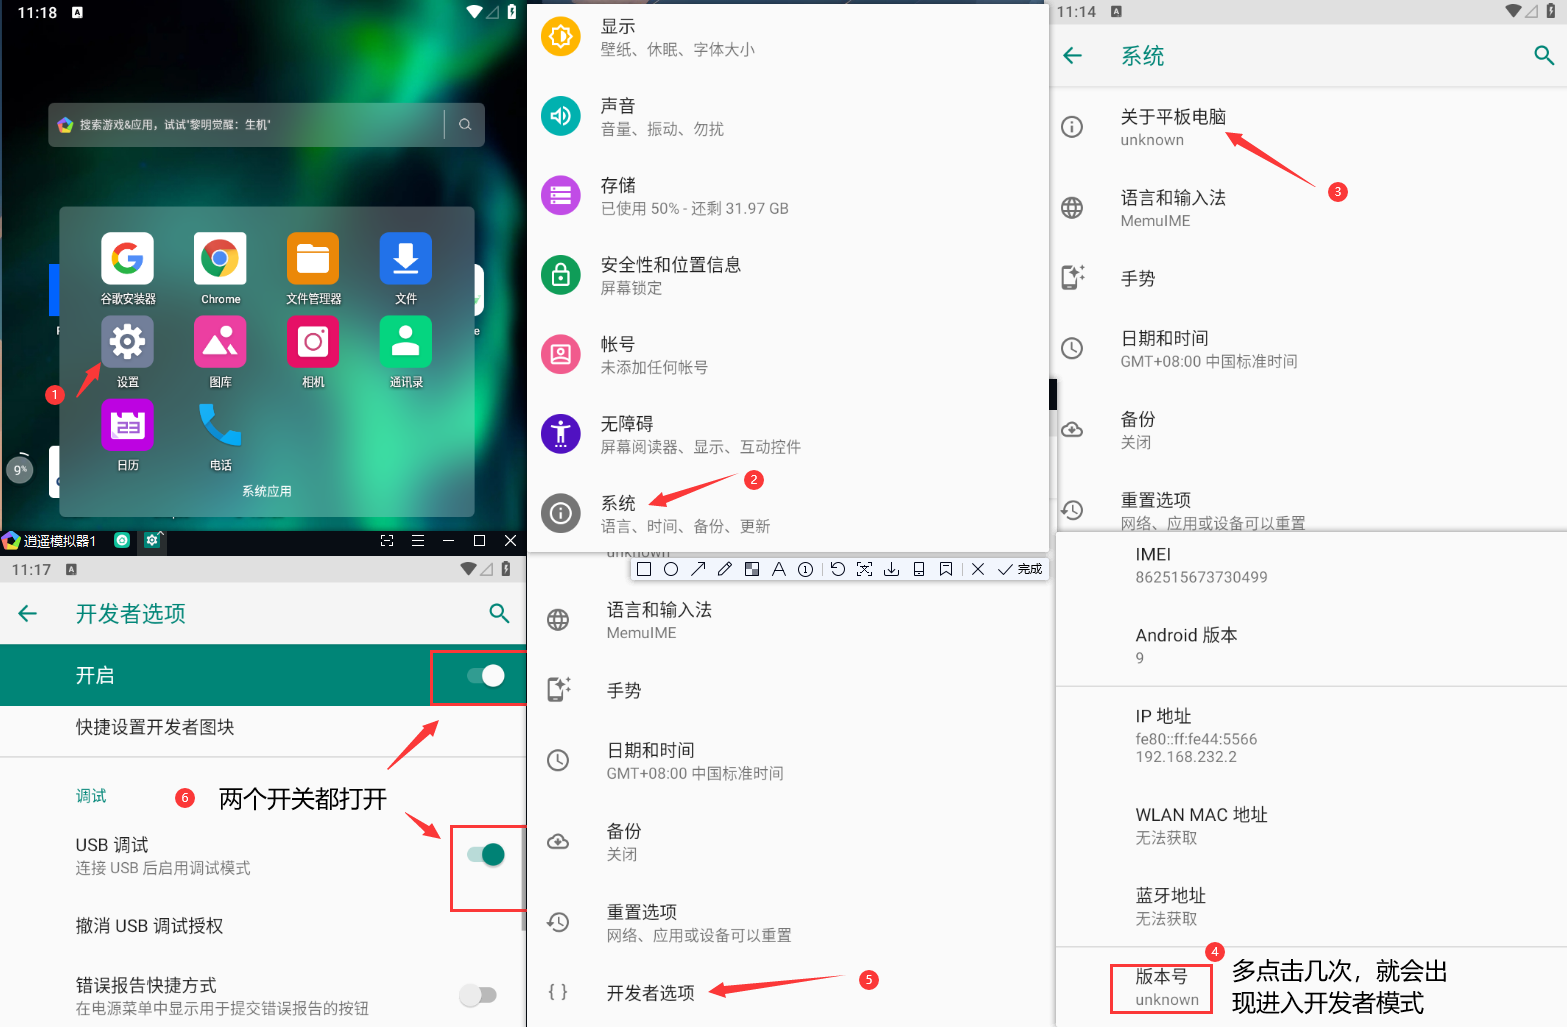 11:18
搜索游戏&应用，试试"黎明觉醒：生机"
谷歌安装器
Chrome
文件管理器
文件
设置
图库
相机
通讯录
1
日历
电话
9%
系统应用
逍遥模拟器1
显示
壁纸、休眠、字体大小
声音
音量、振动、勿扰
存储
已使用 50% - 还剩 31.97 GB
安全性和位置信息
屏幕锁定
帐号
未添加任何帐号
无障碍
屏幕阅读器、显示、互动控件
2
系统
语言、时间、备份、更新
11:14
系统
关于平板电脑
unknown
3
语言和输入法
MemuIME
手势
日期和时间
GMT+08:00 中国标准时间
备份
关闭
重置选项
网络、应用或设备可以重置
IMEI
862515673730499
Android 版本
9
IP 地址
fe80::ff:fe44:5566
192.168.232.2
WLAN MAC 地址
无法获取
蓝牙地址
无法获取
4
版本号
unknown
多点击几次，就会出
现进入开发者模式
unknown
完成
语言和输入法
MemuIME
手势
日期和时间
GMT+08:00 中国标准时间
备份
关闭
重置选项
网络、应用或设备可以重置
开发者选项
5
11:17
开发者选项
开启
快捷设置开发者图块
调试
6
两个开关都打开
USB 调试
连接 USB 后启用调试模式
撤消 USB 调试授权
错误报告快捷方式
在电源菜单中显示用于提交错误报告的按钮